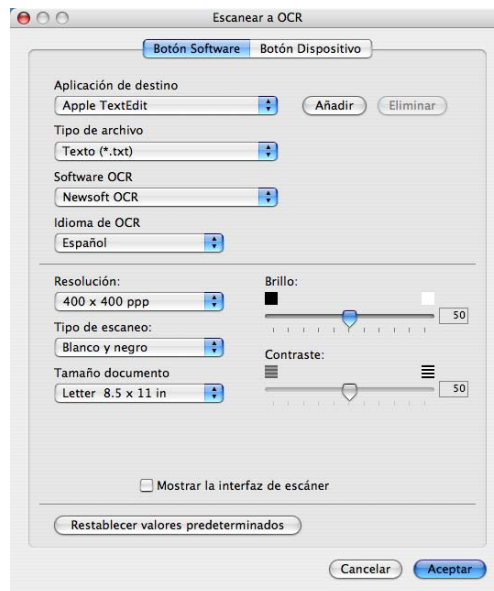 Escanear a OCR
Botón Software Botón Dispositivo
Aplicación de destino
Apple TextEdit Añadir Eliminar
Tipo de archivo
Texto (*.txt)
Software OCR
Newsoft OCR
Idioma de OCR
Español
Resolución:
400 x 400 ppp
Tipo de escaneo:
Blanco y negro
Tamaño documento
Letter 8.5 x 11 in
Brillo:
50
Contraste:
50
Mostrar la interfaz de escáner
Restablecer valores predeterminados
Cancelar Aceptar